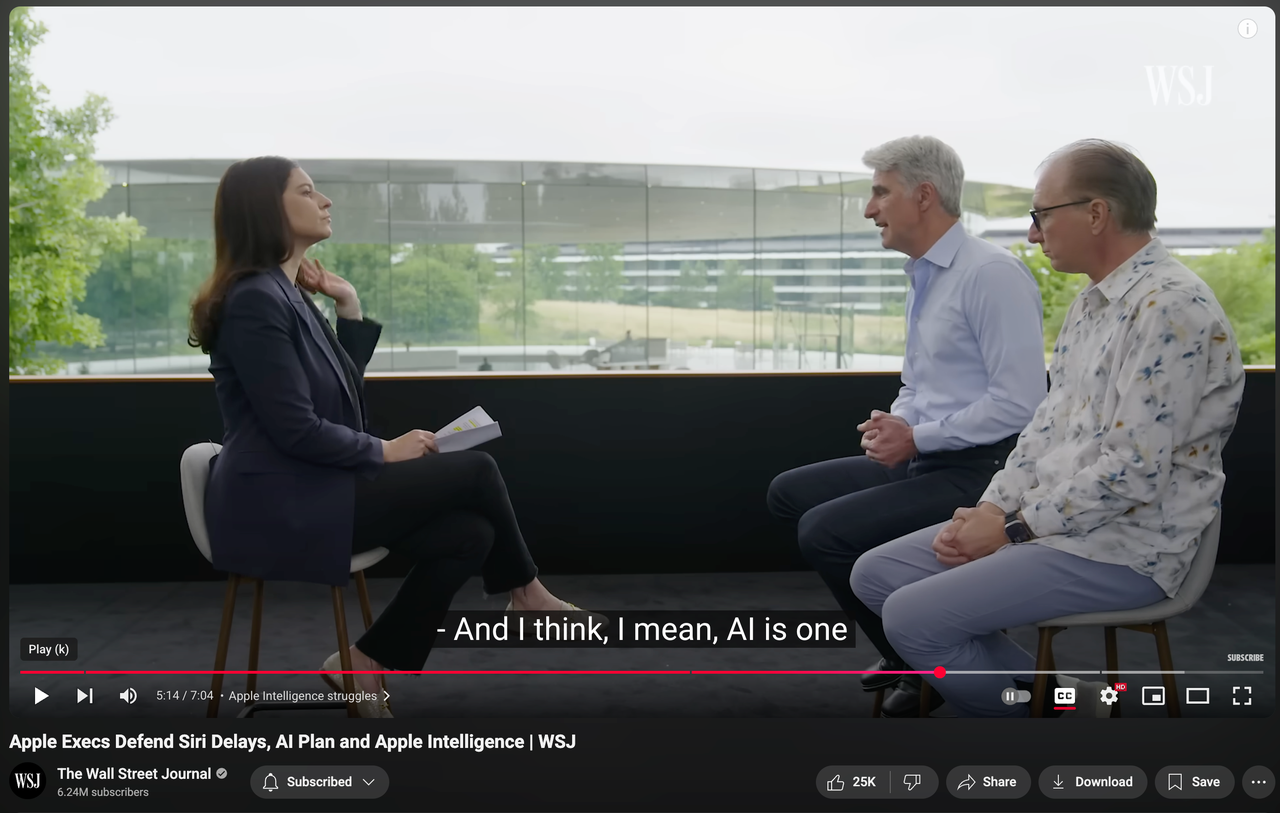 WSJ
- And I think, I mean, AI is one
Play (k)
SUBSCRIBE
5:14 / 7:04 • Apple Intelligence struggles
CC
HD
Apple Execs Defend Siri Delays, AI Plan and Apple Intelligence | WSJ
WSJ
The Wall Street Journal
6.24M subscribers
Subscribed
25K
Share
Download
Save